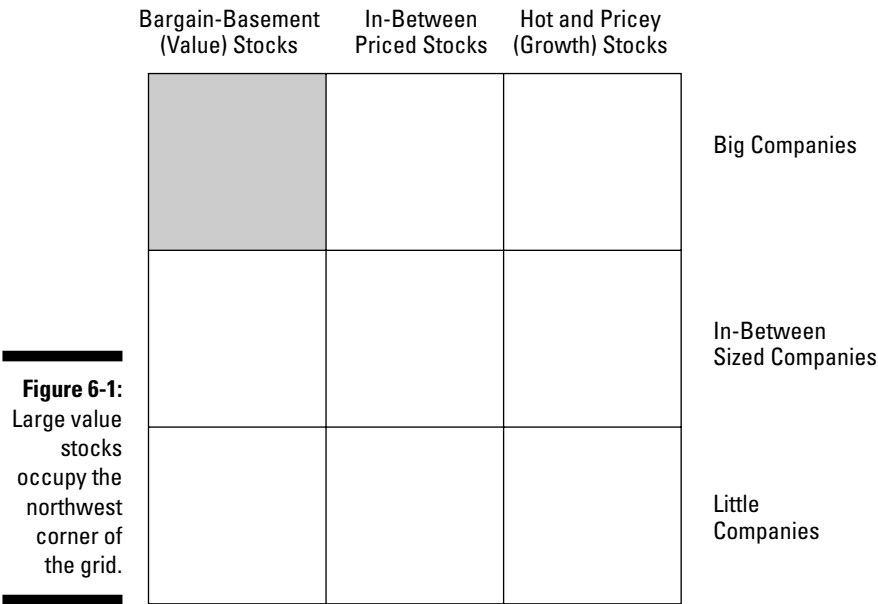 Bargain-Basement
(Value) Stocks
In-Between
Priced Stocks
Hot and Pricey
(Growth) Stocks
Big Companies
In-Between
Sized Companies
Little
Companies
Figure 6-1:
Large value
stocks
occupy the
northwest
corner of
the grid.